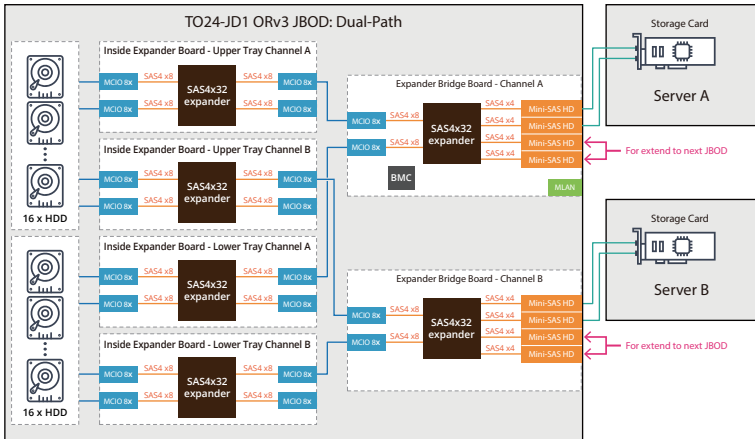 TO24-JD1 ORv3 JBOD: Dual-Path
16 x HDD
16 x HDD
Inside Expander Board - Upper Tray Channel A
MCIO 8x
SAS4 x8
SAS4x32
expander
SAS4 x8
MCIO 8x
MCIO 8x
SAS4 x8
SAS4 x8
MCIO 8x
Inside Expander Board - Upper Tray Channel B
MCIO 8x
SAS4 x8
SAS4x32
expander
SAS4 x8
MCIO 8x
MCIO 8x
SAS4 x8
SAS4 x8
MCIO 8x
Inside Expander Board - Lower Tray Channel A
MCIO 8x
SAS4 x8
SAS4x32
expander
SAS4 x8
MCIO 8x
MCIO 8x
SAS4 x8
SAS4 x8
MCIO 8x
Inside Expander Board - Lower Tray Channel B
MCIO 8x
SAS4 x8
SAS4x32
expander
SAS4 x8
MCIO 8x
MCIO 8x
SAS4 x8
SAS4 x8
MCIO 8x
Expander Bridge Board - Channel A
MCIO 8x
SAS4 x8
MCIO 8x
SAS4 x8
SAS4x32
expander
SAS4 x4
Mini-SAS HD
SAS4 x4
Mini-SAS HD
SAS4 x4
Mini-SAS HD
SAS4 x4
Mini-SAS HD
BMC
MLAN
Expander Bridge Board - Channel B
MCIO 8x
SAS4 x8
MCIO 8x
SAS4 x8
SAS4x32
expander
SAS4 x4
Mini-SAS HD
SAS4 x4
Mini-SAS HD
SAS4 x4
Mini-SAS HD
SAS4 x4
Mini-SAS HD
Storage Card
Server A
For extend to next JBOD
Storage Card
Server B
For extend to next JBOD